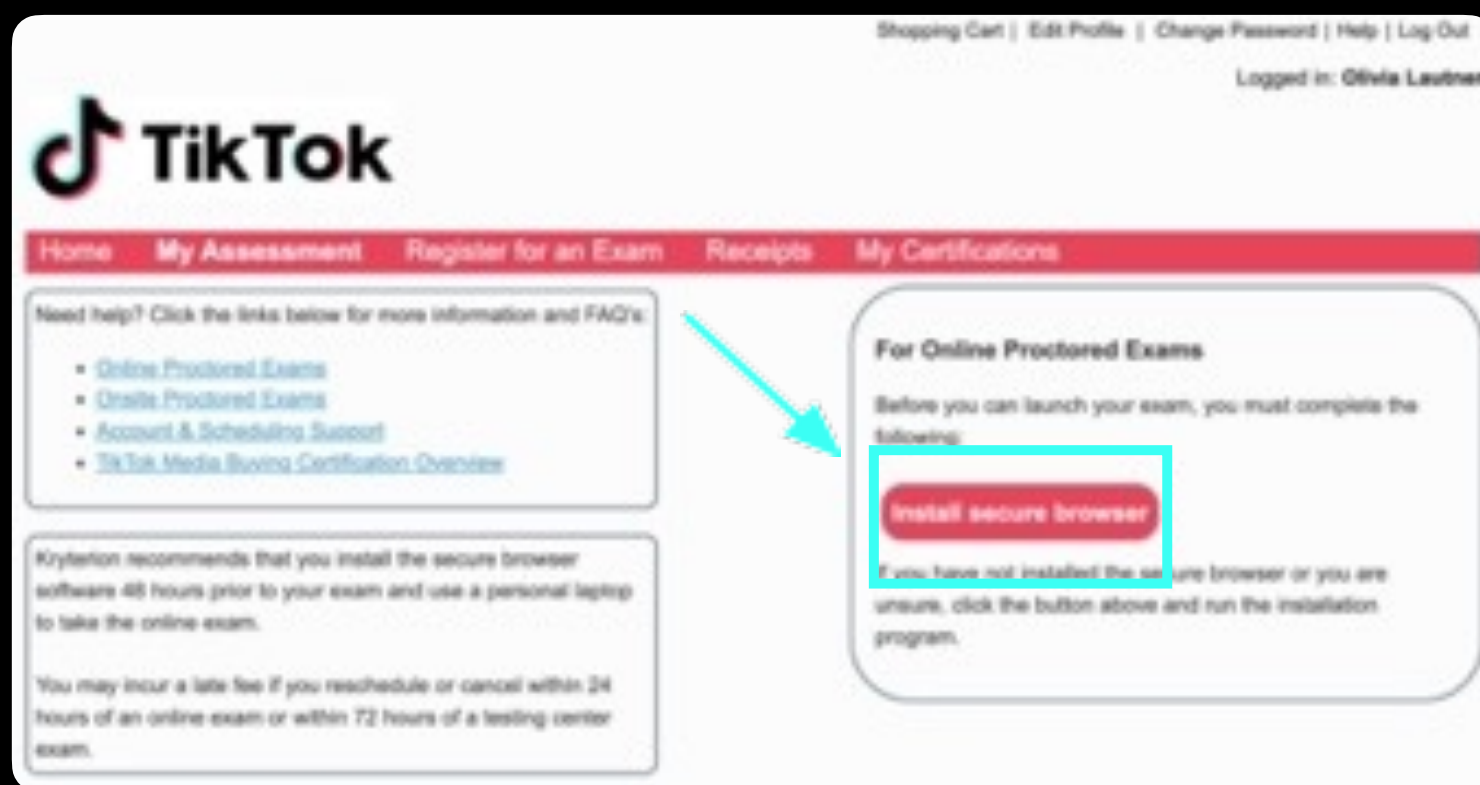 Shopping Cart | Edit Profile | Change Password | Help | Log Out
Logged in: Olivia Lautner
TikTok
Home My Assessment Register for an Exam Receipts My Certifications
Need help? Click the links below for more information and FAQ's:
• Online Proctored Exams
• Onsite Proctored Exams
• Account & Scheduling Support
• TikTok Media Buying Certification Overview
Kryterion recommends that you install the secure browser
software 48 hours prior to your exam and use a personal laptop
to take the online exam.
You may incur a late fee if you reschedule or cancel within 24
hours of an online exam or within 72 hours of a testing center
exam.
For Online Proctored Exams
Before you can launch your exam, you must complete the
following:
Install secure browser
If you have not installed the secure browser or you are
unsure, click the button above and run the installation
program.